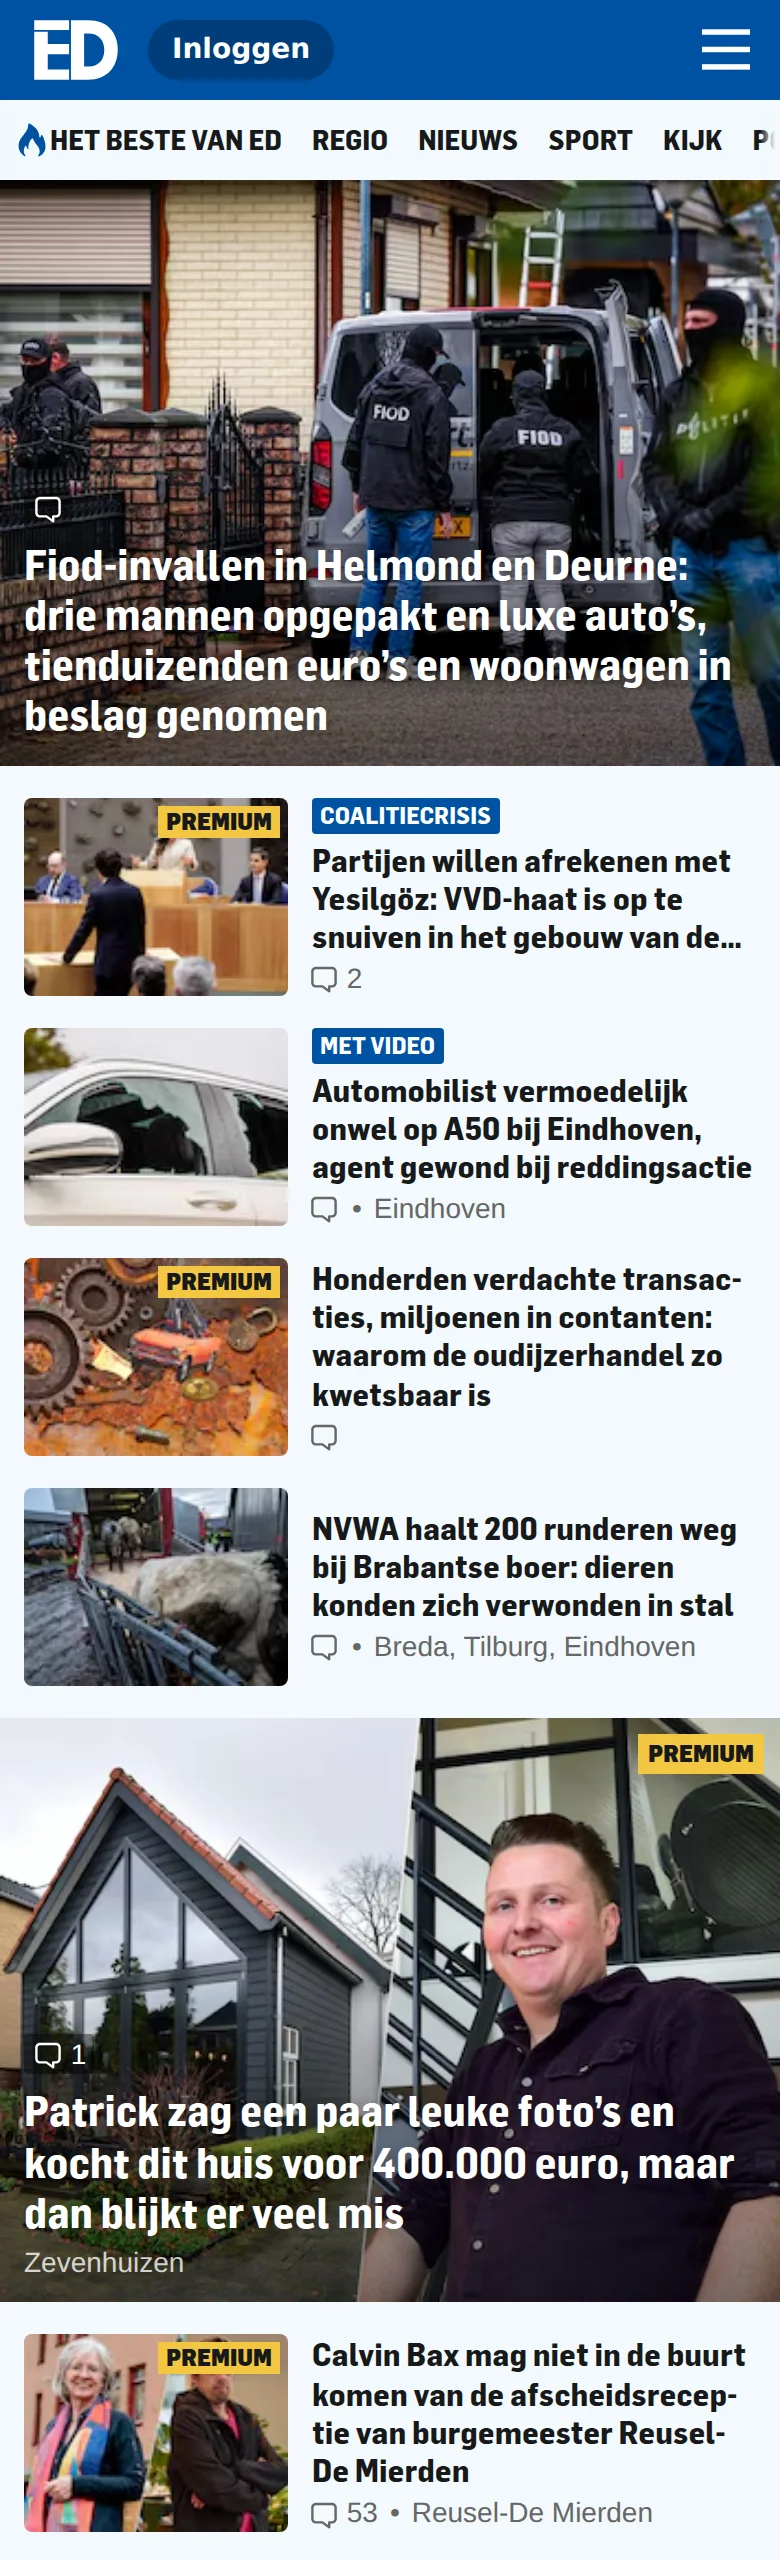 ED
Inloggen
HET BESTE VAN ED REGIO NIEUWS SPORT KIJK
FIOD
FIOD
POLITIE
Fiod-invallen in Helmond en Deurne:
drie mannen opgepakt en luxe auto’s,
tienduizenden euro’s en woonwagen in
beslag genomen
PREMIUM
COALITIECRISIS
Partijen willen afrekenen met
Yesilgöz: VVD-haat is op te
snuiven in het gebouw van de...
2
MET VIDEO
Automobilist vermoedelijk
onwel op A50 bij Eindhoven,
agent gewond bij reddingsactie
• Eindhoven
PREMIUM
Honderden verdachte transac-
ties, miljoenen in contanten:
waarom de oudijzerhandel zo
kwetsbaar is
NVWA haalt 200 runderen weg
bij Brabantse boer: dieren
konden zich verwonden in stal
• Breda, Tilburg, Eindhoven
PREMIUM
1
Patrick zag een paar leuke foto’s en
kocht dit huis voor 400.000 euro, maar
dan blijkt er veel mis
Zevenhuizen
PREMIUM
Calvin Bax mag niet in de buurt
komen van de afscheidsrecep-
tie van burgemeester Reusel-
De Mierden
53 • Reusel-De Mierden